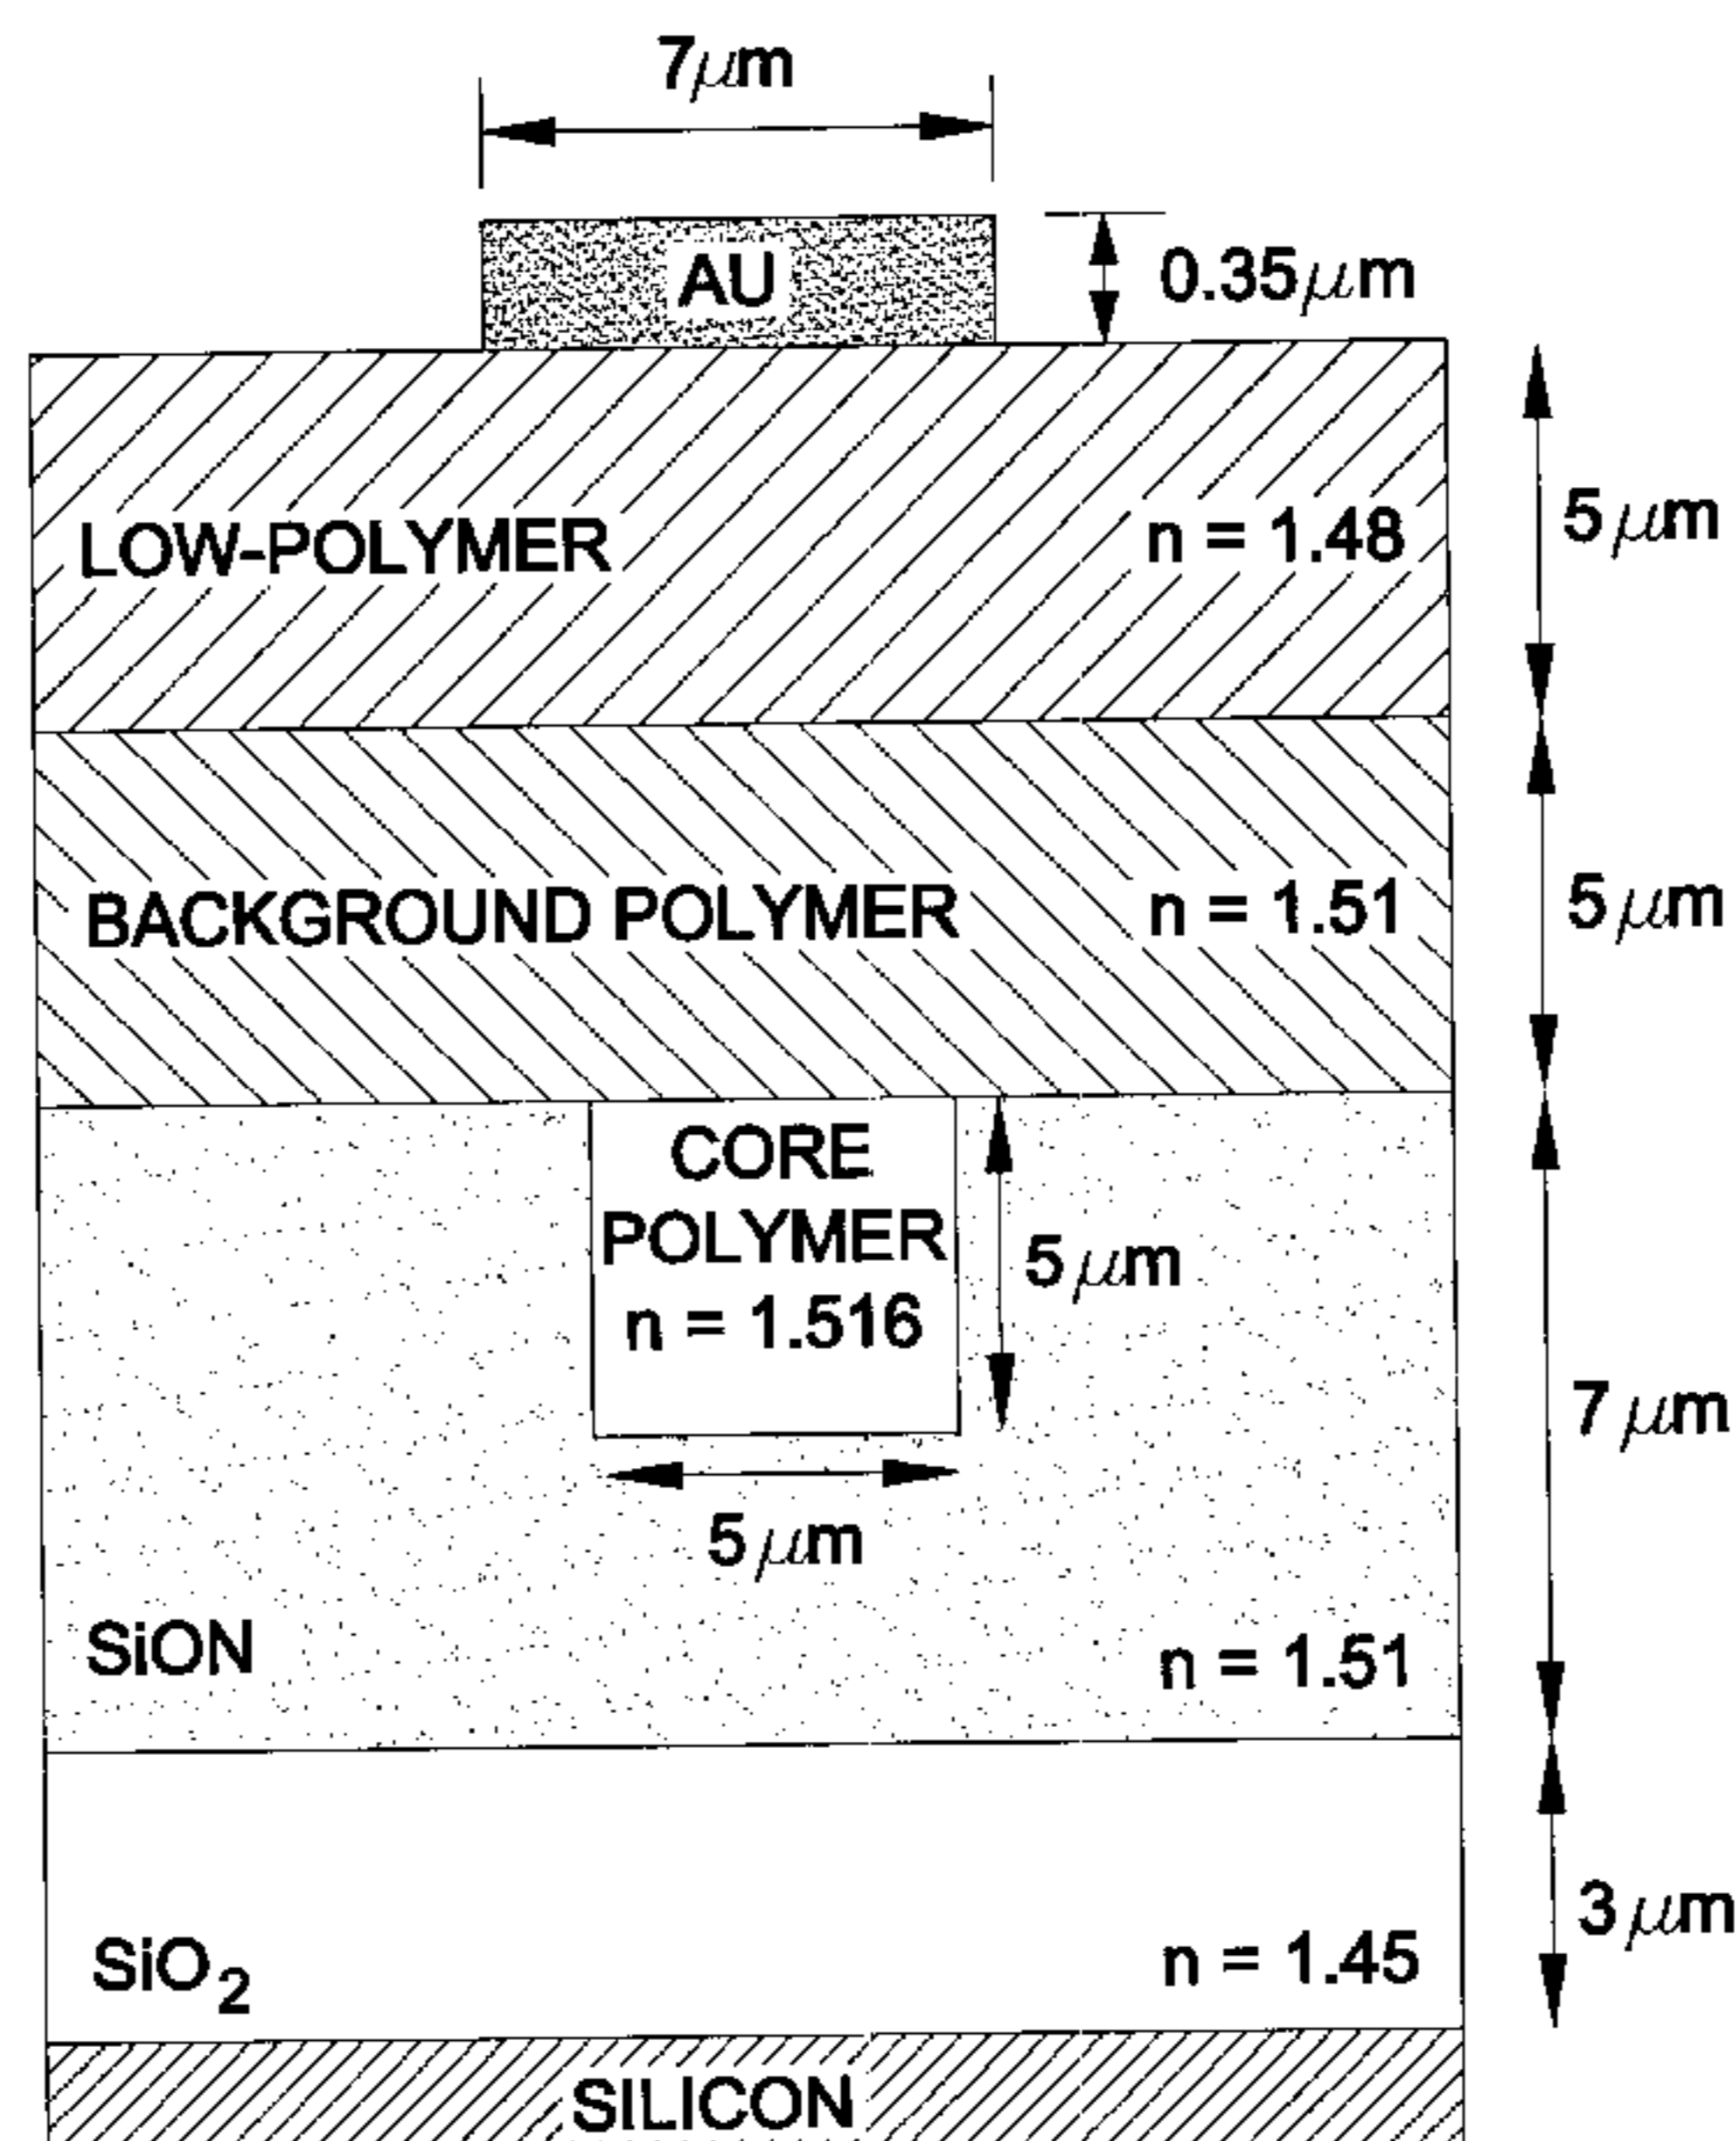 7μm
AU
0.35μm
LOW-POLYMER n = 1.48
5μm
BACKGROUND POLYMER n = 1.51
5μm
CORE
POLYMER
n = 1.516
5μm
7μm
5μm
SiON n = 1.51
SiO2 n = 1.45
3μm
SILICON